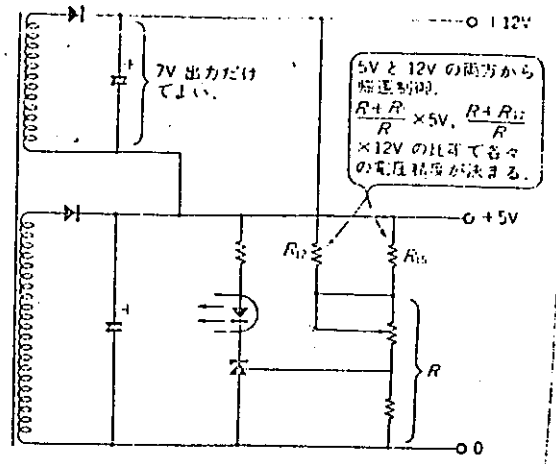 +12V
7V 出力だけ
でよい.
5V と 12V の両方から
帰還制御.
×5V,
×12V の比率で各々
の電圧精度が決まる.
+5V
R₁₂
R₁₅
R
0